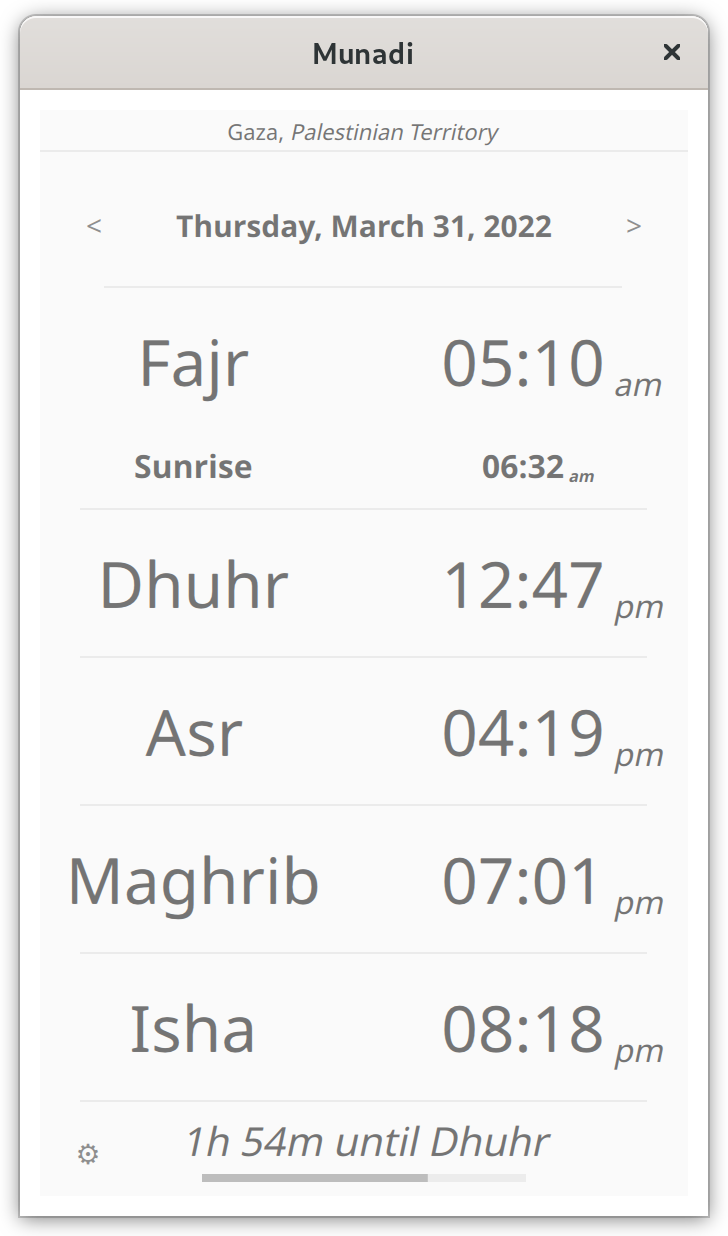 Munadi
Gaza, Palestinian Territory
< Thursday, March 31, 2022 >
Fajr 05:10 am
Sunrise 06:32 am
Dhuhr 12:47 pm
Asr 04:19 pm
Maghrib 07:01 pm
Isha 08:18 pm
1h 54m until Dhuhr